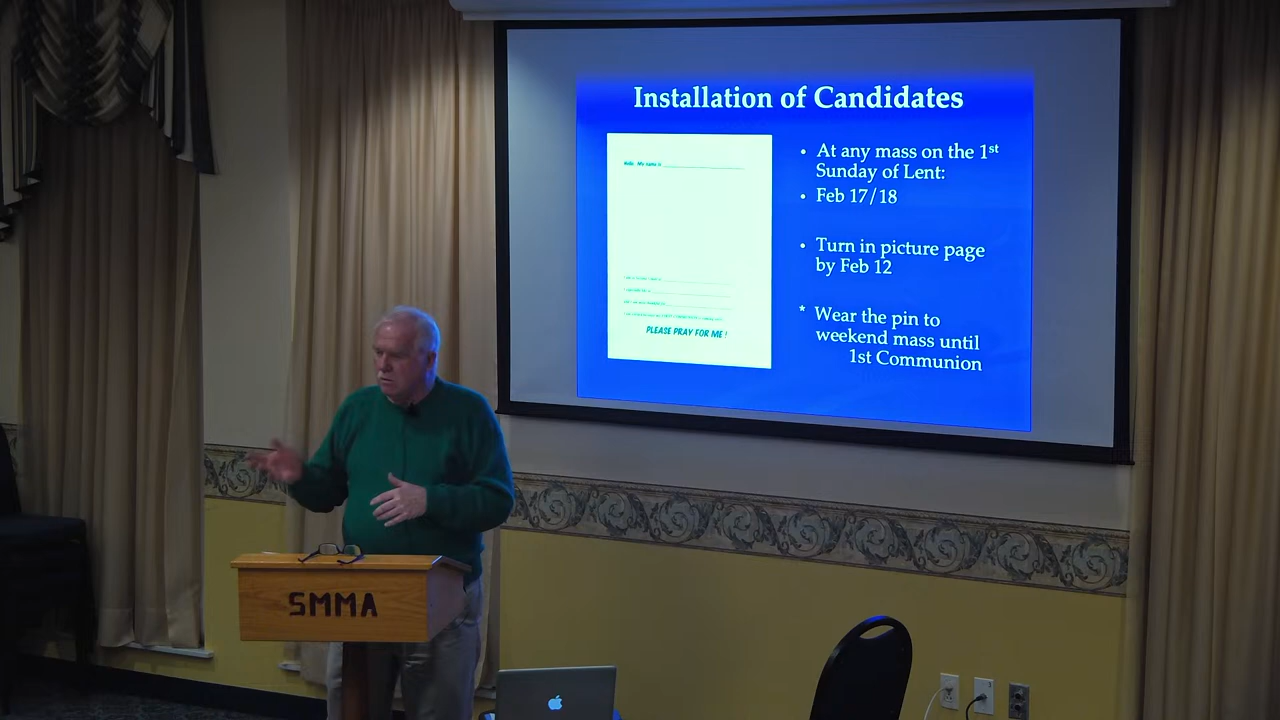 Installation of Candidates
Hello. My name is
PLEASE PRAY FOR ME!
• At any mass on the 1st
Sunday of Lent:
• Feb 17/18
• Turn in picture page
by Feb 12
* Wear the pin to
weekend mass until
1st Communion
SMMA